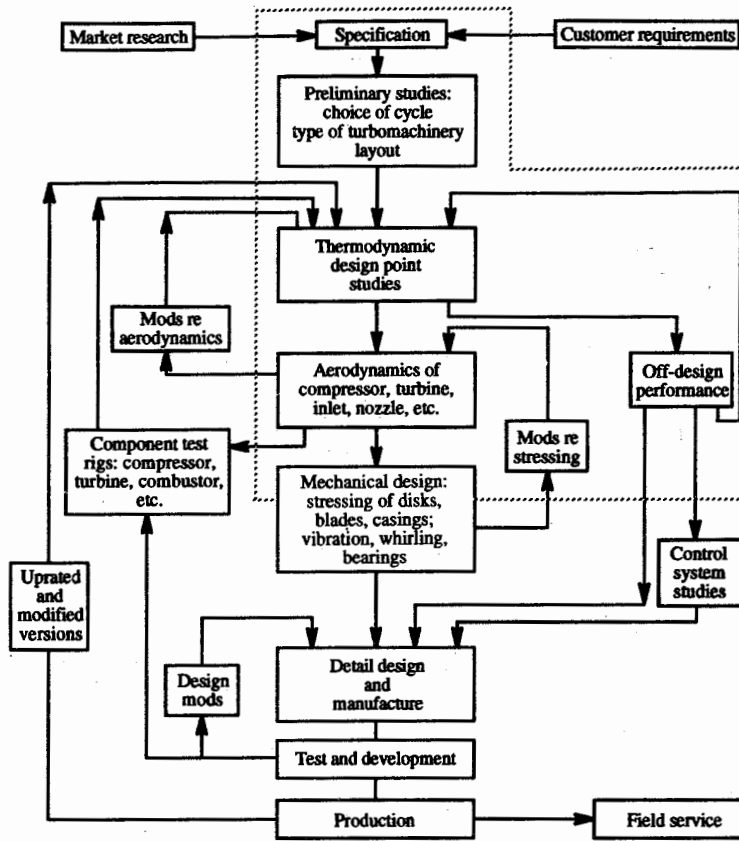 Market research
Specification
Customer requirements
Preliminary studies:
choice of cycle
type of turbomachinery
layout
Thermodynamic
design point
studies
Mods re
aerodynamics
Aerodynamics of
compressor, turbine,
inlet, nozzle, etc.
Off-design
performance
Mods re
stressing
Component test
rigs: compressor,
turbine, combustor,
etc.
Mechanical design:
stressing of disks,
blades, casings;
vibration, whirling,
bearings
Control
system
studies
Uprated
and
modified
versions
Design
mods
Detail design
and
manufacture
Test and development
Production
Field service